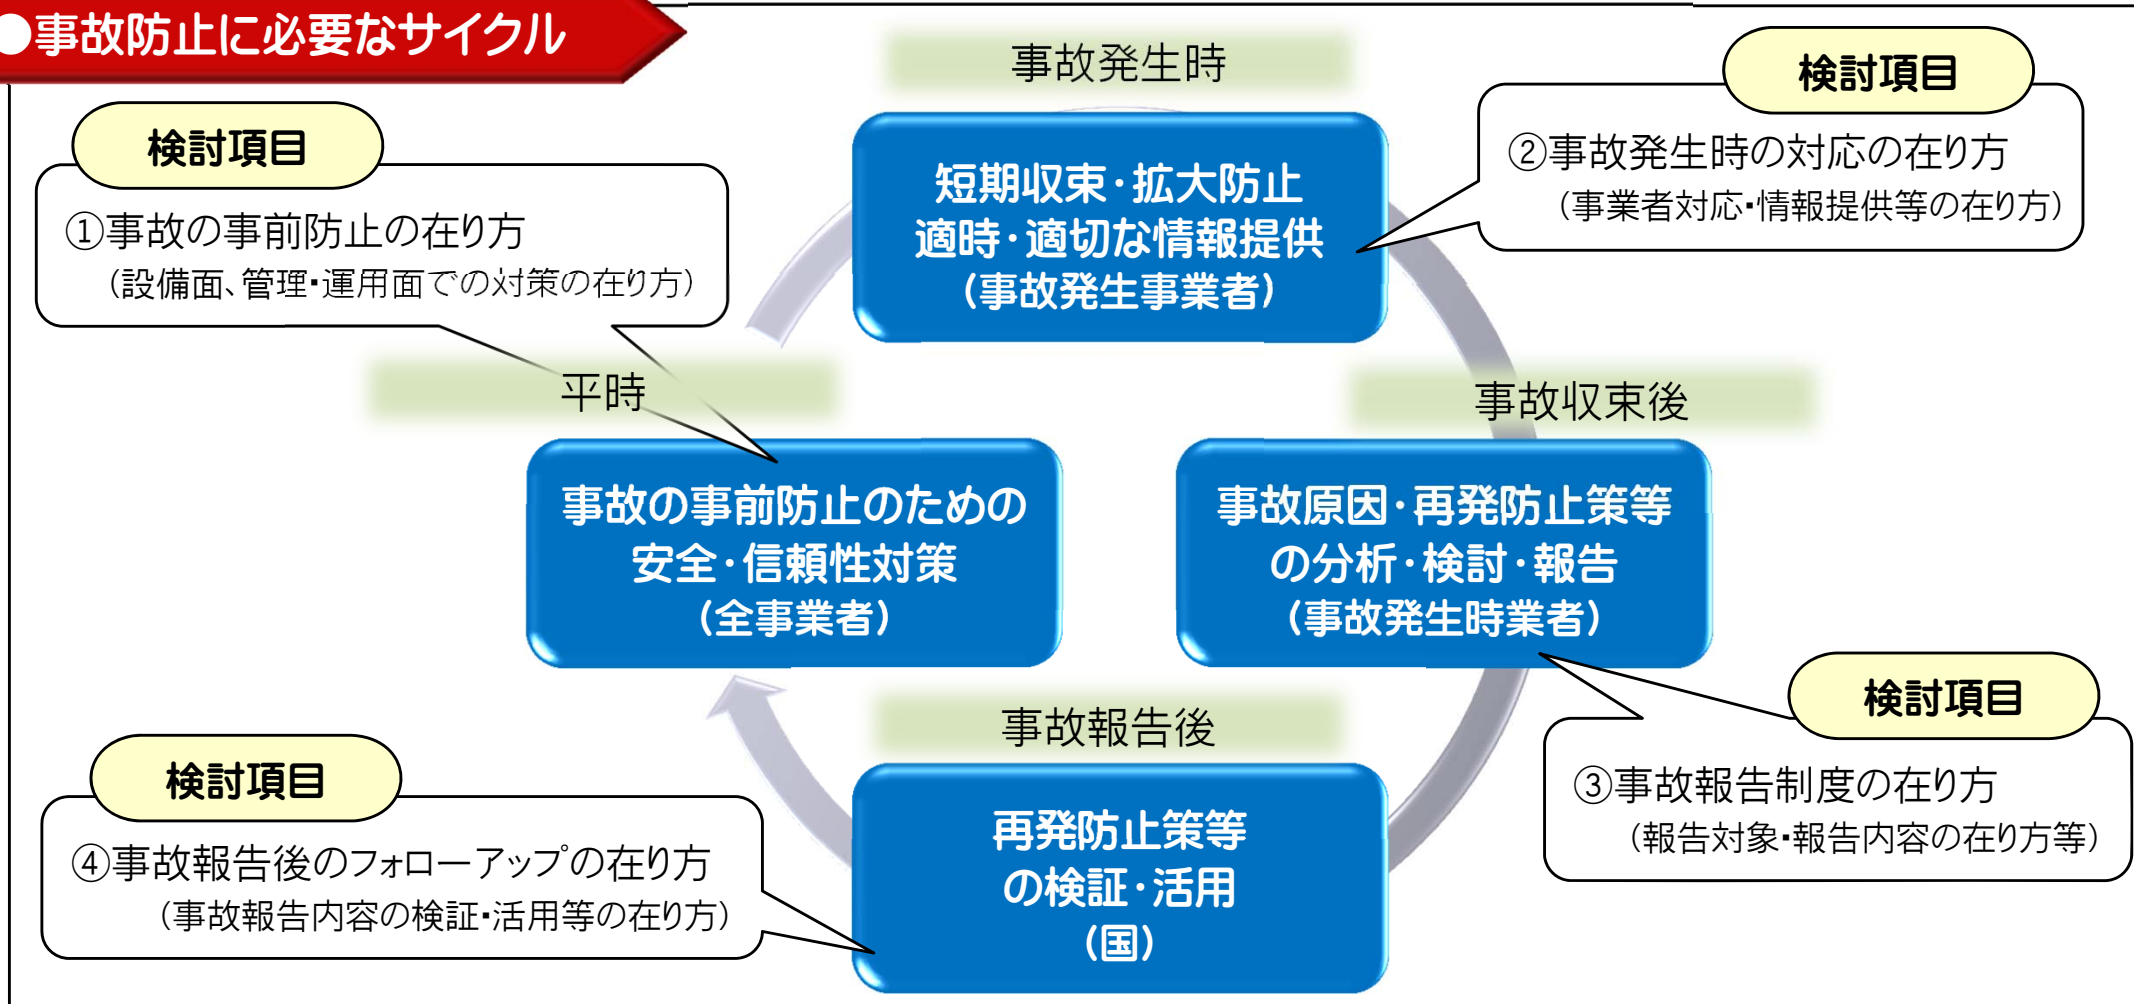 ●事故防止に必要なサイクル
事故発生時
検討項目
②事故発生時の対応の在り方
(事業者対応・情報提供等の在り方)
検討項目
①事故の事前防止の在り方
(設備面、管理・運用面での対策の在り方)
短期収束・拡大防止
適時・適切な情報提供
(事故発生事業者)
平時
事故収束後
事故の事前防止のための
安全・信頼性対策
(全事業者)
事故原因・再発防止策等
の分析・検討・報告
(事故発生時業者)
検討項目
③事故報告制度の在り方
(報告対象・報告内容の在り方等)
事故報告後
検討項目
④事故報告後のフォローアップの在り方
(事故報告内容の検証・活用等の在り方)
再発防止策等
の検証・活用
(国)